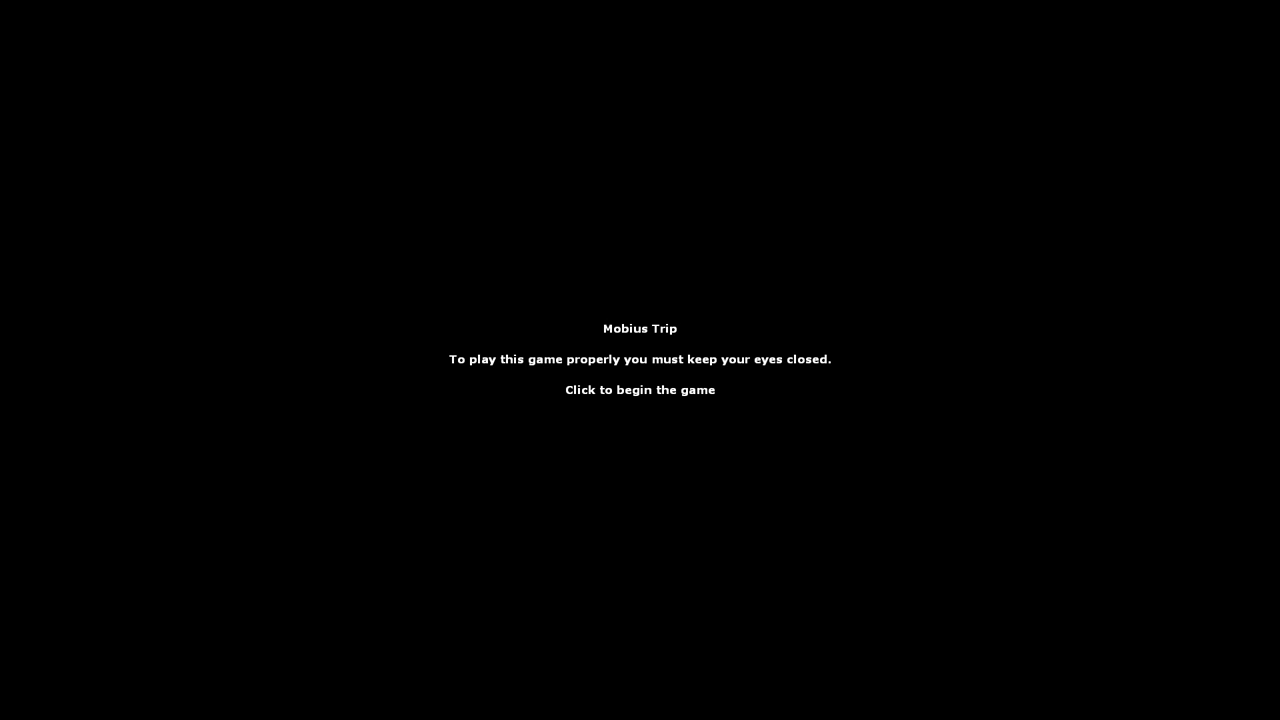 Mobius Trip
To play this game properly you must keep your eyes closed.
Click to begin the game